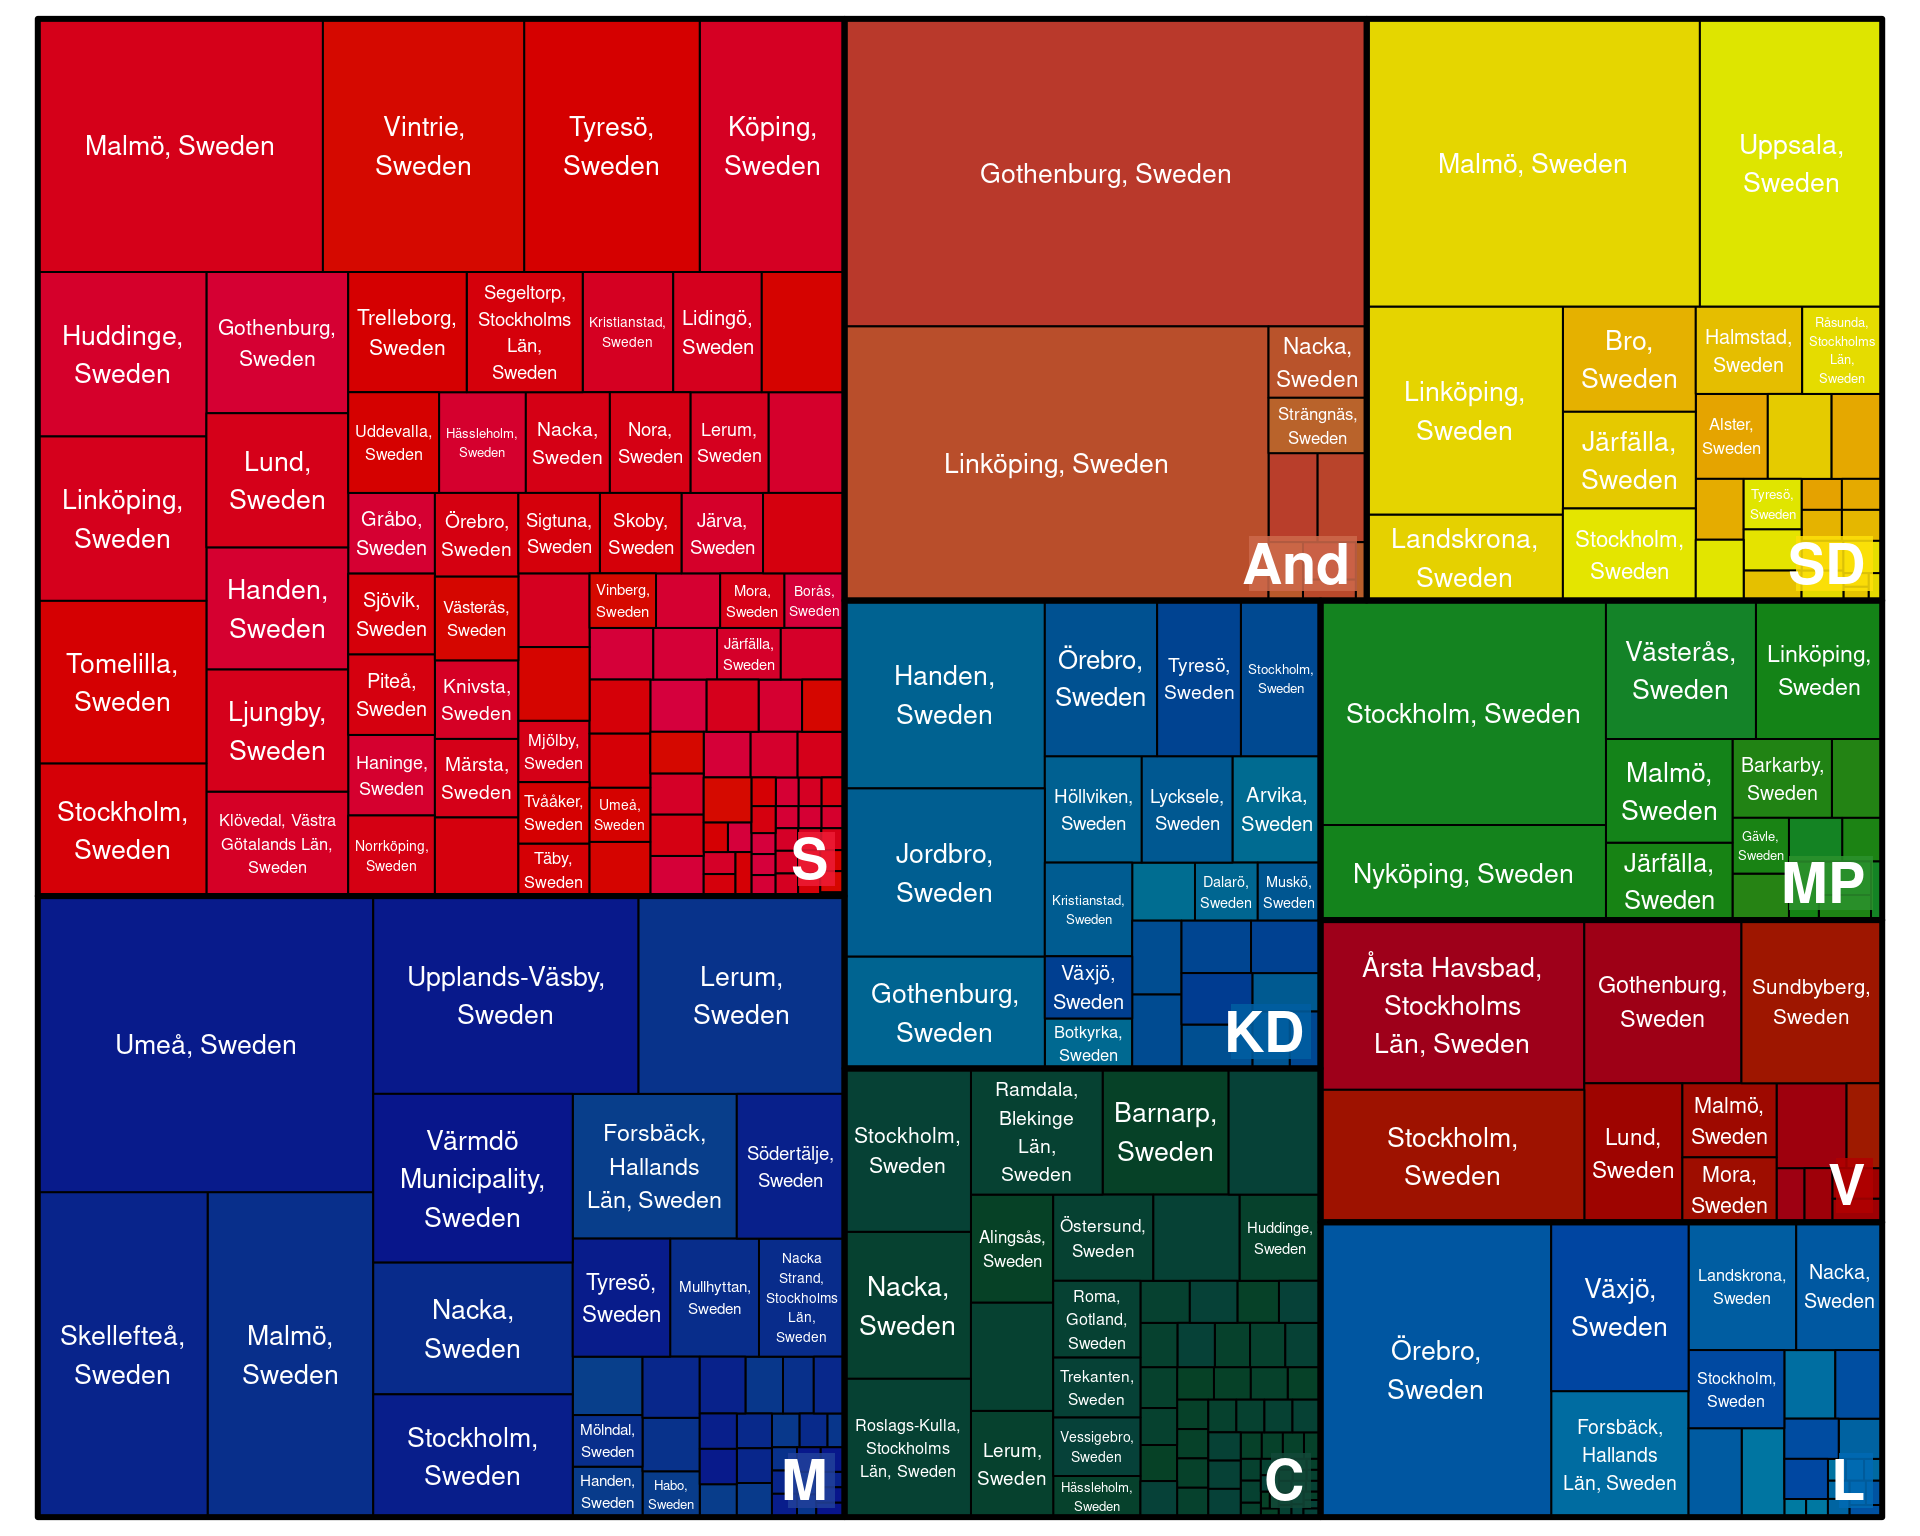 Malmö, Sweden
Vintrie,
Sweden
Tyresö,
Sweden
Köping,
Sweden
Huddinge,
Sweden
Gothenburg,
Sweden
Trelleborg,
Sweden
Segeltorp,
Stockholms
Län,
Sweden
Kristianstad,
Sweden
Lidingö,
Sweden
Uddevalla,
Sweden
Hässleholm,
Sweden
Nacka,
Sweden
Nora,
Sweden
Lerum,
Sweden
Linköping,
Sweden
Lund,
Sweden
Gråbo,
Sweden
Örebro,
Sweden
Sigtuna,
Sweden
Skoby,
Sweden
Järva,
Sweden
Handen,
Sweden
Sjövik,
Sweden
Västerås,
Sweden
Vinberg,
Sweden
Mora,
Sweden
Borås,
Sweden
Järfälla,
Sweden
Tomelilla,
Sweden
Ljungby,
Sweden
Piteå,
Sweden
Knivsta,
Sweden
Haninge,
Sweden
Märsta,
Sweden
Mjölby,
Sweden
Stockholm,
Sweden
Klövedal, Västra
Götalands Län,
Sweden
Norrköping,
Sweden
Tvååker,
Sweden
Umeå,
Sweden
Täby,
Sweden
S
Gothenburg, Sweden
Linköping, Sweden
Nacka,
Sweden
Strängnäs,
Sweden
And
Malmö, Sweden
Uppsala,
Sweden
Linköping,
Sweden
Bro,
Sweden
Halmstad,
Sweden
Råsunda,
Stockholms
Län,
Sweden
Järfälla,
Sweden
Alster,
Sweden
Tyresö,
Sweden
Landskrona,
Sweden
Stockholm,
Sweden
SD
Umeå, Sweden
Upplands-Väsby,
Sweden
Lerum,
Sweden
Värmdö
Municipality,
Sweden
Forsbäck,
Hallands
Län, Sweden
Södertälje,
Sweden
Skellefteå,
Sweden
Malmö,
Sweden
Nacka,
Sweden
Tyresö,
Sweden
Mullhyttan,
Sweden
Nacka
Strand,
Stockholms
Län,
Sweden
Stockholm,
Sweden
Mölndal,
Sweden
Handen,
Sweden
Habo,
Sweden
M
Handen,
Sweden
Örebro,
Sweden
Tyresö,
Sweden
Stockholm,
Sweden
Jordbro,
Sweden
Höllviken,
Sweden
Lycksele,
Sweden
Arvika,
Sweden
Kristianstad,
Sweden
Dalarö,
Sweden
Muskö,
Sweden
Gothenburg,
Sweden
Växjö,
Sweden
Botkyrka,
Sweden
KD
Stockholm, Sweden
Västerås,
Sweden
Linköping,
Sweden
Malmö,
Sweden
Barkarby,
Sweden
Gävle,
Sweden
Nyköping, Sweden
Järfälla,
Sweden
MP
Årsta Havsbad,
Stockholms
Län, Sweden
Gothenburg,
Sweden
Sundbyberg,
Sweden
Stockholm,
Sweden
Lund,
Sweden
Malmö,
Sweden
Mora,
Sweden
V
Stockholm,
Sweden
Ramdala,
Blekinge
Län,
Sweden
Barnarp,
Sweden
Nacka,
Sweden
Alingsås,
Sweden
Östersund,
Sweden
Huddinge,
Sweden
Roma,
Gotland,
Sweden
Trekanten,
Sweden
Roslags-Kulla,
Stockholms
Län, Sweden
Lerum,
Sweden
Vessigebro,
Sweden
Hässleholm,
Sweden
C
Örebro,
Sweden
Växjö,
Sweden
Landskrona,
Sweden
Nacka,
Sweden
Forsbäck,
Hallands
Län, Sweden
Stockholm,
Sweden
L